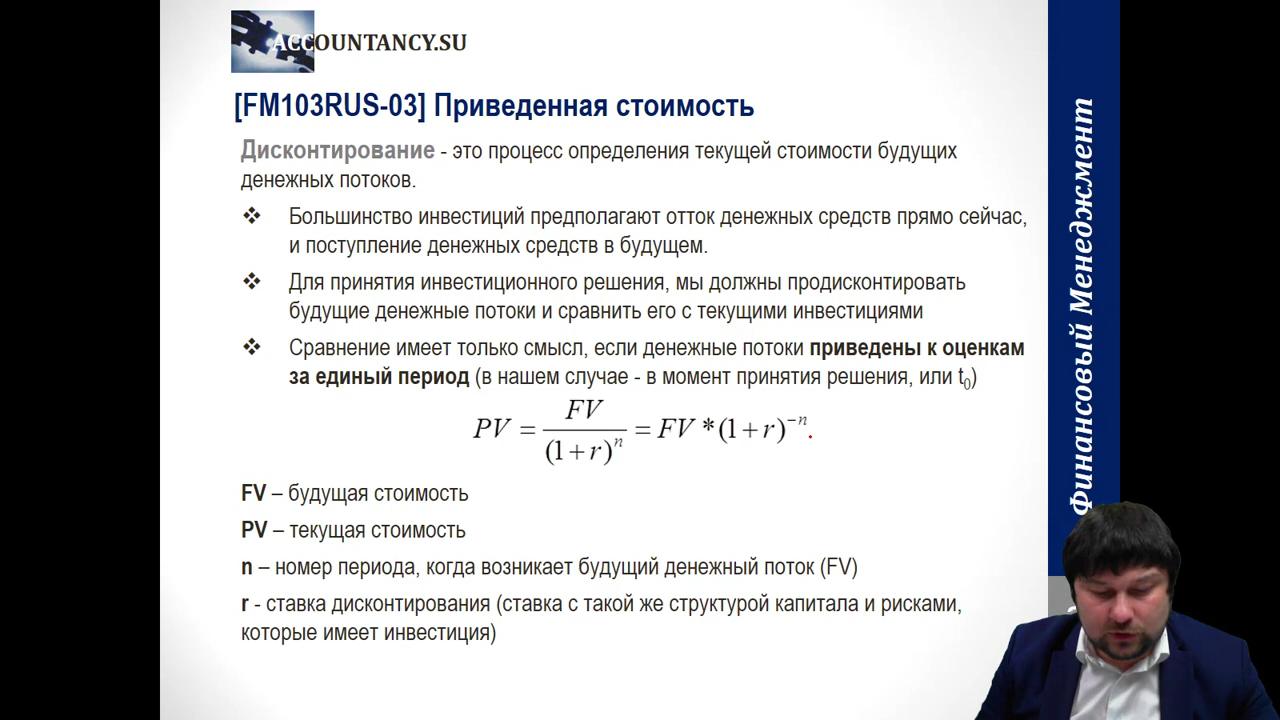 ACCOUNTANCY.SU
[FM103RUS-03] Приведенная стоимость
Дисконтирование - это процесс определения текущей стоимости будущих
денежных потоков.
❖ Большинство инвестиций предполагают отток денежных средств прямо сейчас,
и поступление денежных средств в будущем.
❖ Для принятия инвестиционного решения, мы должны продисконтировать
будущие денежные потоки и сравнить его с текущими инвестициями
❖ Сравнение имеет только смысл, если денежные потоки приведены к оценкам
за единый период (в нашем случае - в момент принятия решения, или t₀)
PV = FV / (1 + r)ⁿ = FV * (1 + r)⁻ⁿ
FV – будущая стоимость
PV – текущая стоимость
n – номер периода, когда возникает будущий денежный поток (FV)
r - ставка дисконтирования (ставка с такой же структурой капитала и рисками,
которые имеет инвестиция)
Финансовый Менеджмент